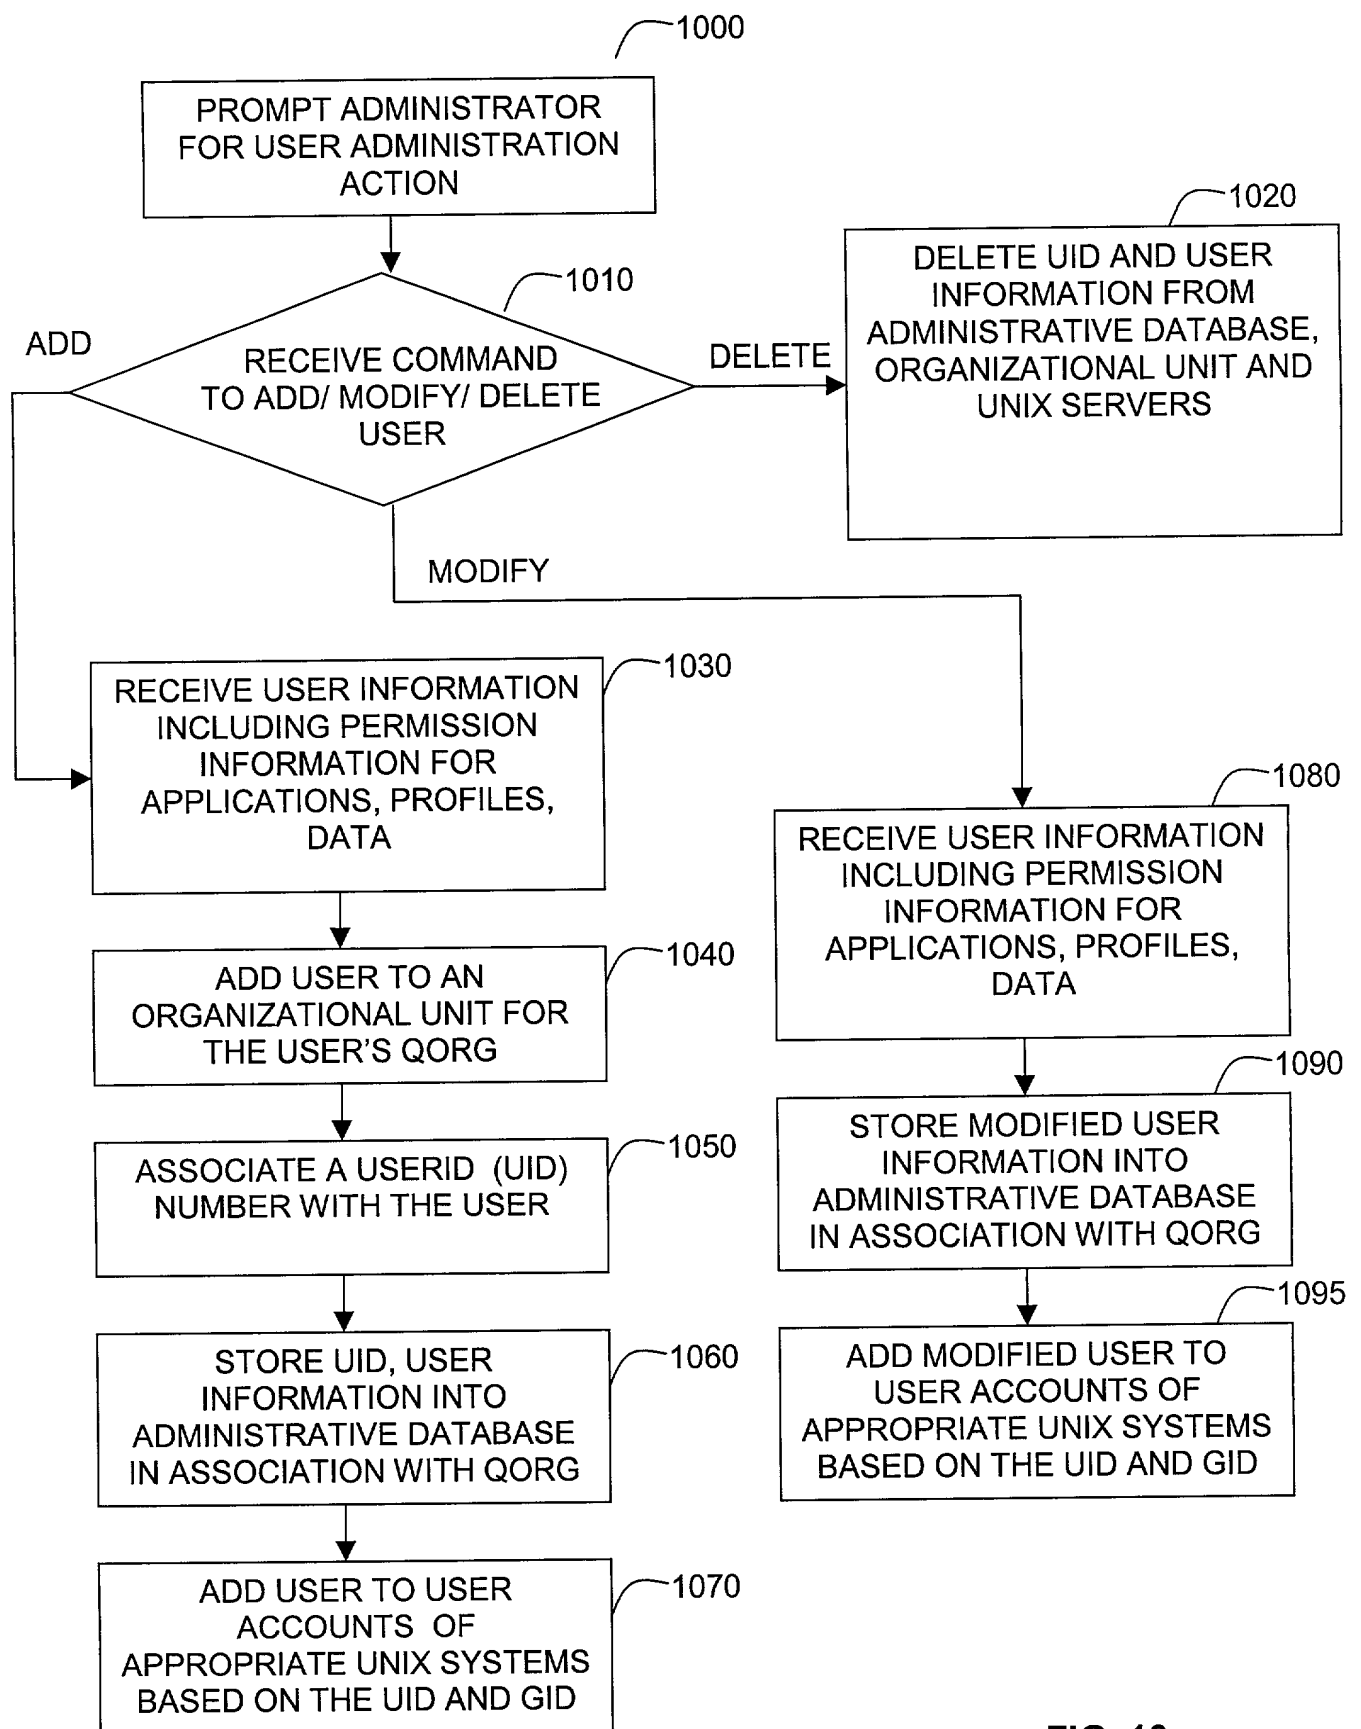 1000
PROMPT ADMINISTRATOR
FOR USER ADMINISTRATION
ACTION
1010
RECEIVE COMMAND
TO ADD/ MODIFY/ DELETE
USER
ADD
DELETE
MODIFY
1020
DELETE UID AND USER
INFORMATION FROM
ADMINISTRATIVE DATABASE,
ORGANIZATIONAL UNIT AND
UNIX SERVERS
1030
RECEIVE USER INFORMATION
INCLUDING PERMISSION
INFORMATION FOR
APPLICATIONS, PROFILES,
DATA
1040
ADD USER TO AN
ORGANIZATIONAL UNIT FOR
THE USER'S QORG
1050
ASSOCIATE A USERID (UID)
NUMBER WITH THE USER
1060
STORE UID, USER
INFORMATION INTO
ADMINISTRATIVE DATABASE
IN ASSOCIATION WITH QORG
1070
ADD USER TO USER
ACCOUNTS OF
APPROPRIATE UNIX SYSTEMS
BASED ON THE UID AND GID
1080
RECEIVE USER INFORMATION
INCLUDING PERMISSION
INFORMATION FOR
APPLICATIONS, PROFILES,
DATA
1090
STORE MODIFIED USER
INFORMATION INTO
ADMINISTRATIVE DATABASE
IN ASSOCIATION WITH QORG
1095
ADD MODIFIED USER TO
USER ACCOUNTS OF
APPROPRIATE UNIX SYSTEMS
BASED ON THE UID AND GID